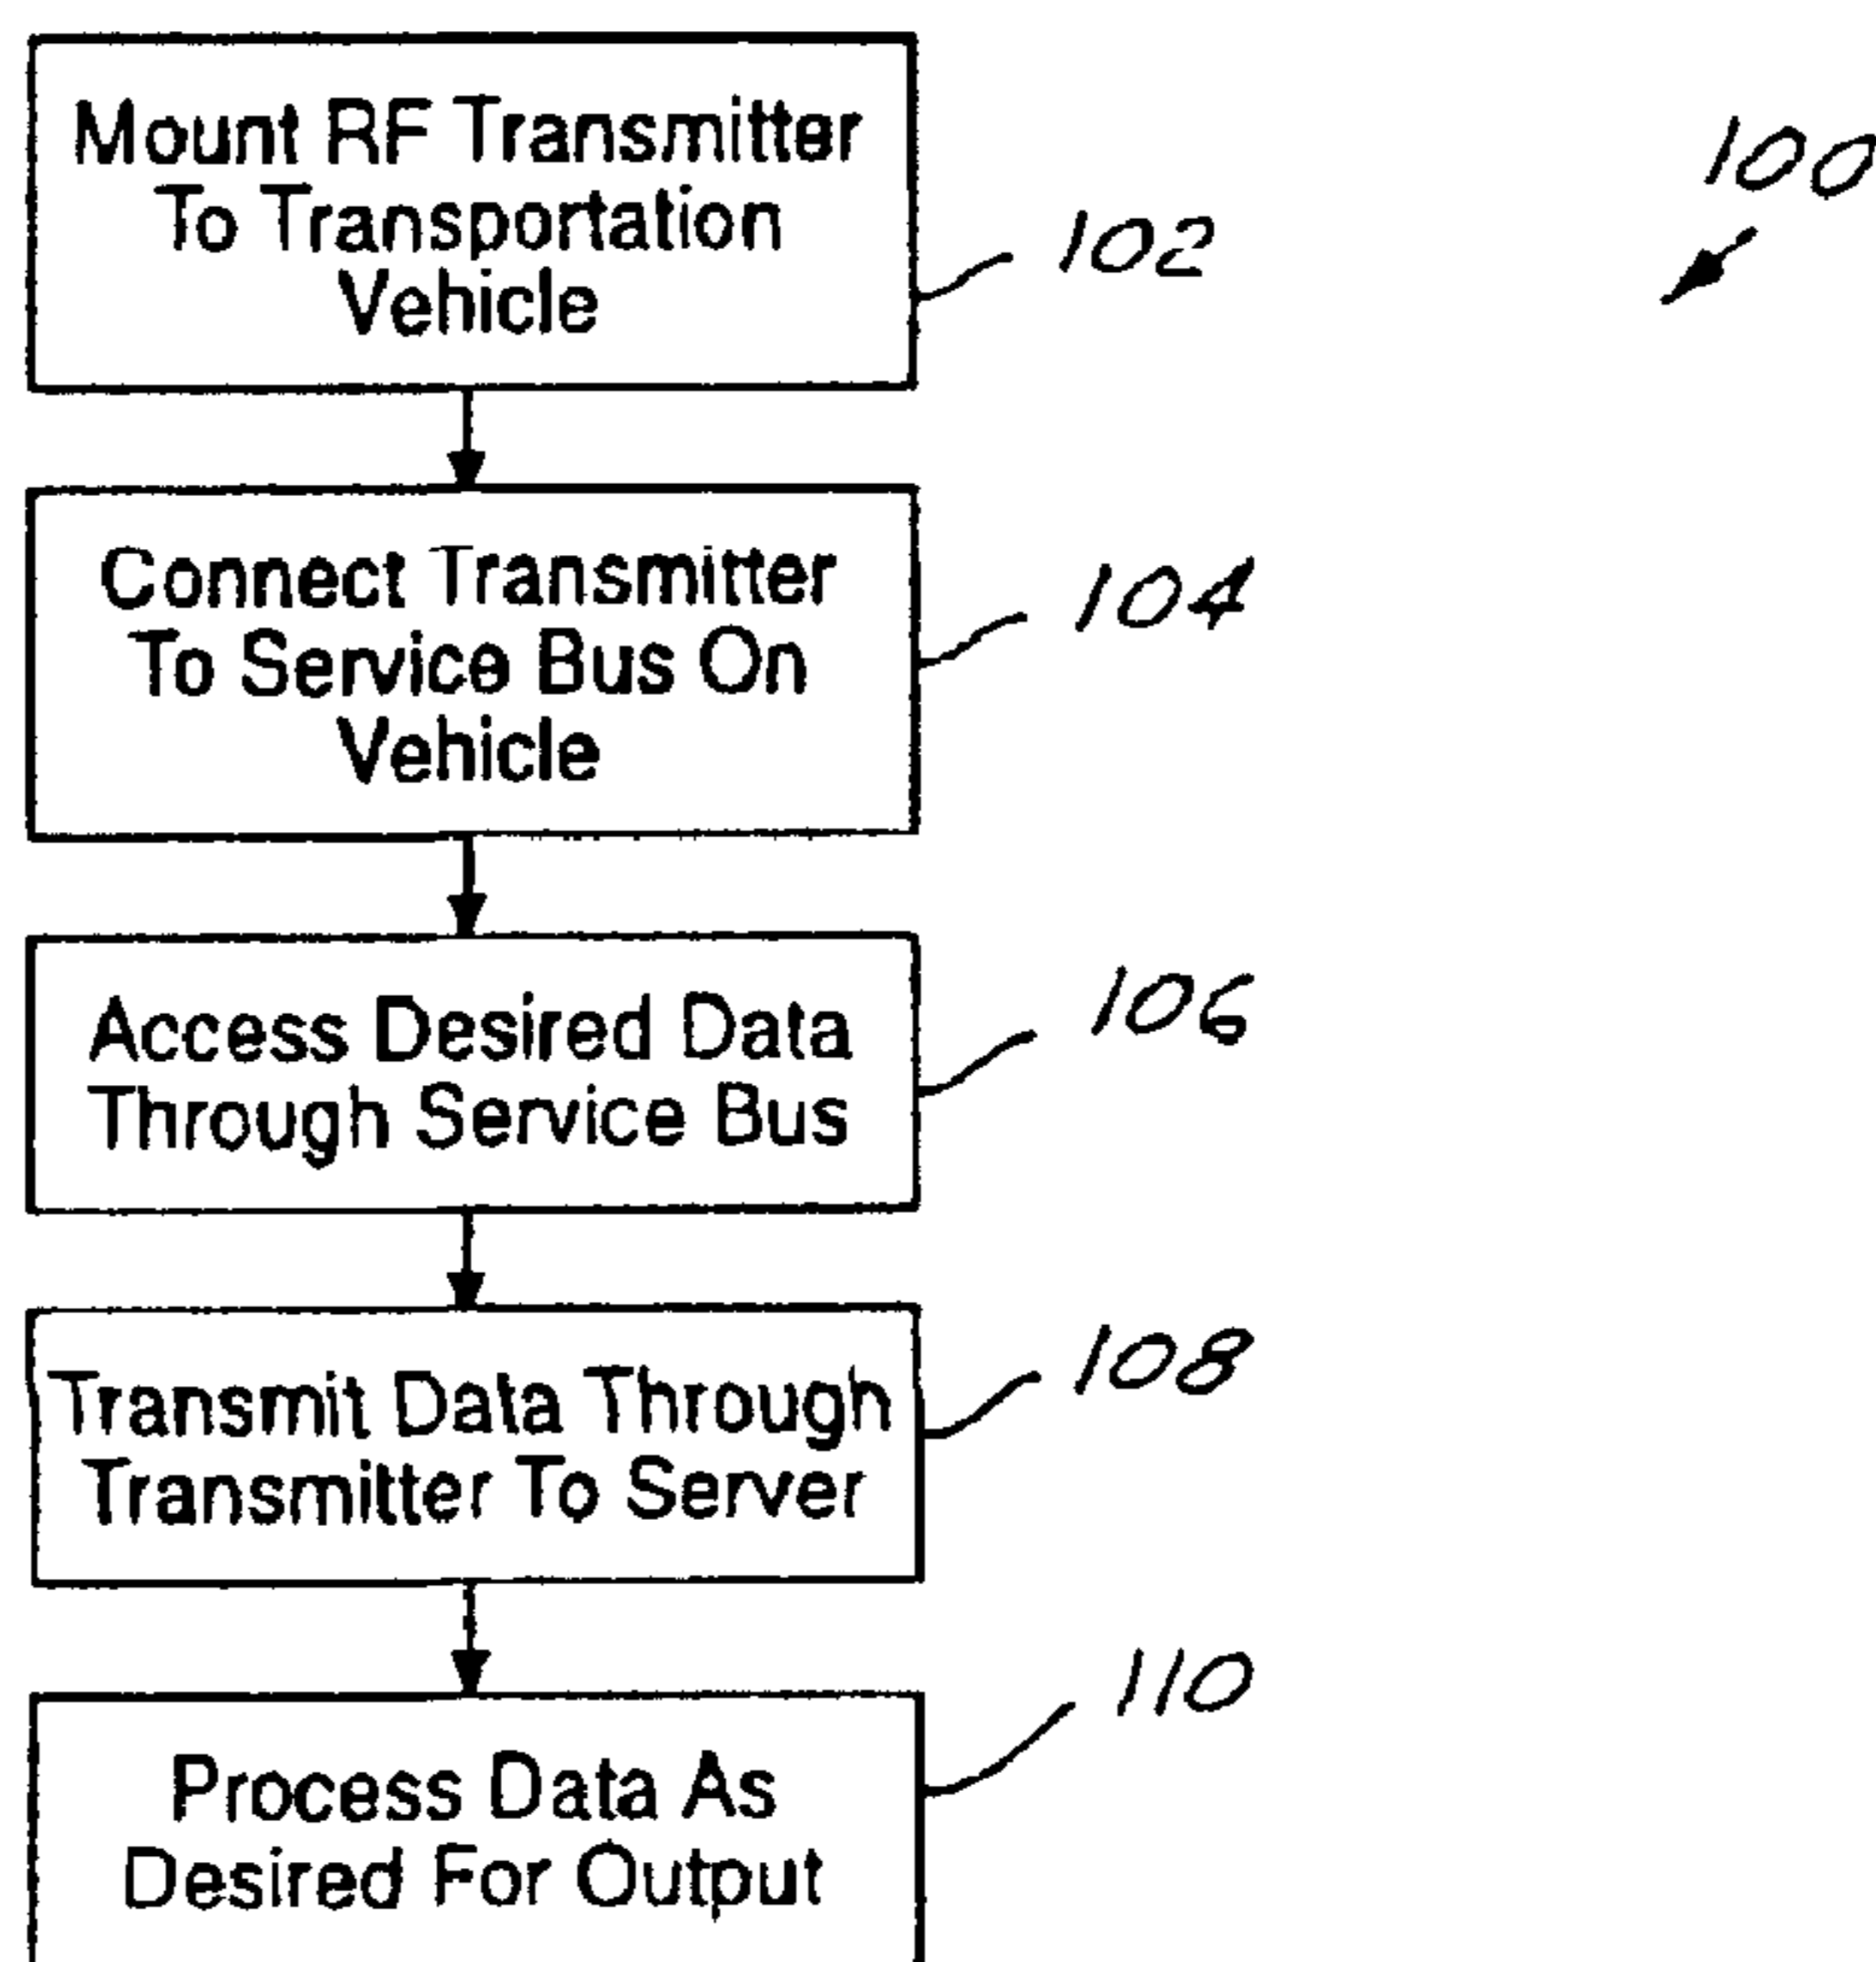 Mount RF Transmitter
To Transportation
Vehicle
102
100
Connect Transmitter
To Service Bus On
Vehicle
104
Access Desired Data
Through Service Bus
106
Transmit Data Through
Transmitter To Server
108
Process Data As
Desired For Output
110